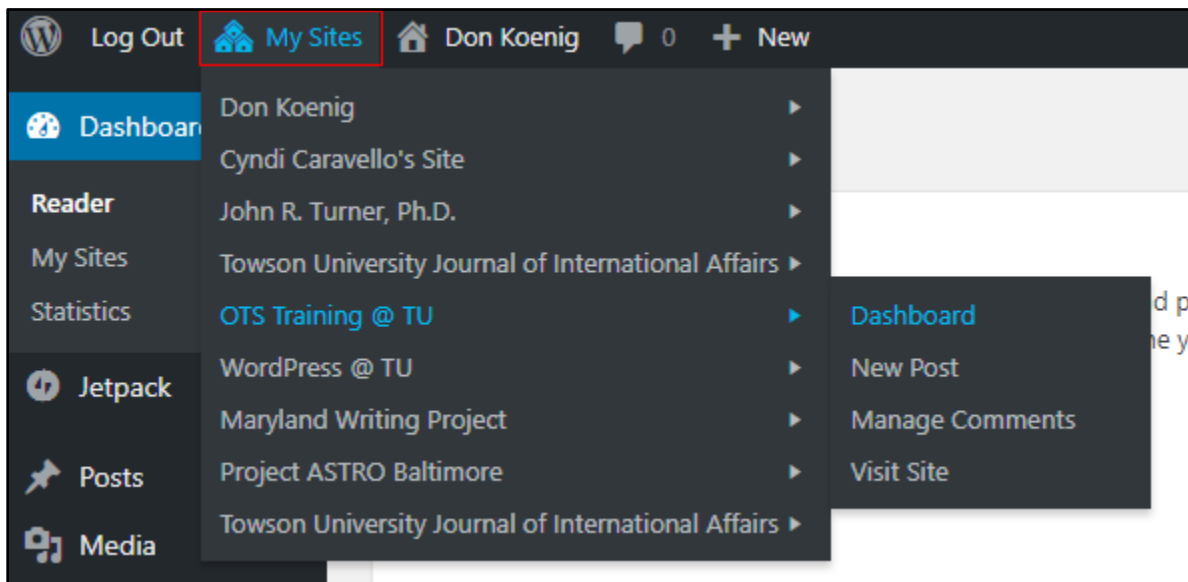 Log Out My Sites Don Koenig 0 New
Dashboar
Reader
My Sites
Statistics
Jetpack
Posts
Media
Don Koenig
Cyndi Caravello's Site
John R. Turner, Ph.D.
Towson University Journal of International Affairs
OTS Training @ TU
WordPress @ TU
Maryland Writing Project
Project ASTRO Baltimore
Towson University Journal of International Affairs
Dashboard
New Post
Manage Comments
Visit Site